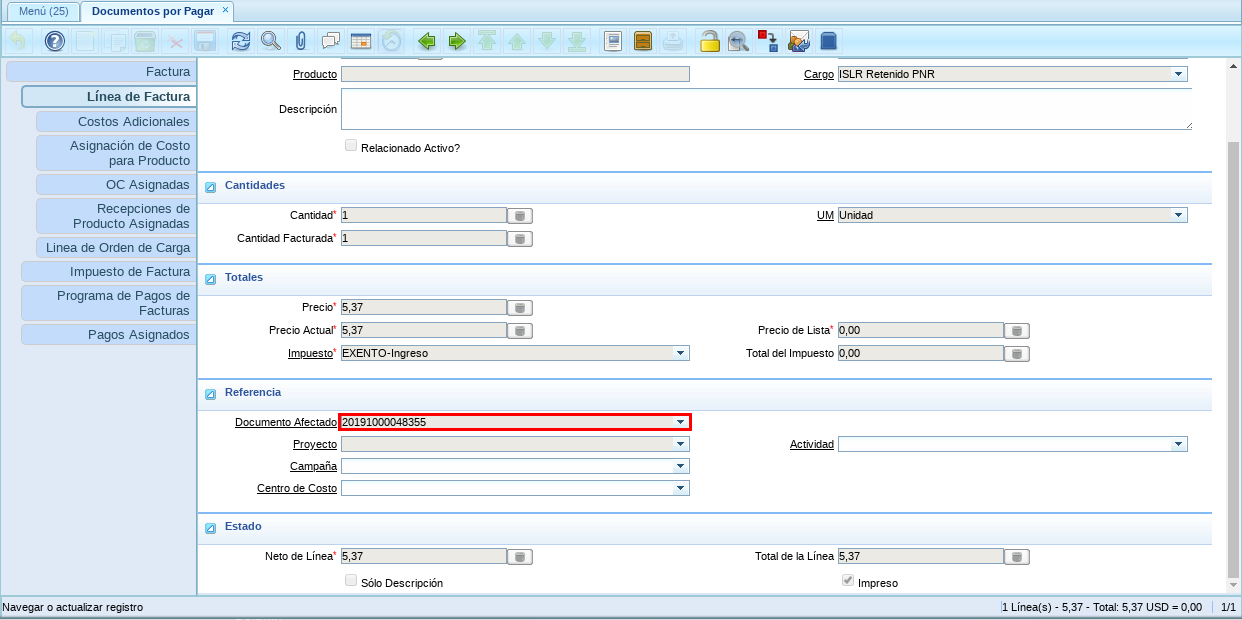 Menú (25)
Documentos por Pagar ×
Factura
Línea de Factura
Costos Adicionales
Asignación de Costo
para Producto
OC Asignadas
Recepciones de
Producto Asignadas
Linea de Orden de Carga
Impuesto de Factura
Programa de Pagos de
Facturas
Pagos Asignados
Producto
Cargo ISLR Retenido PNR
Descripción
Relacionado Activo?
Cantidades
Cantidad* 1
UM Unidad
Cantidad Facturada* 1
Totales
Precio* 5,37
Precio Actual* 5,37
Precio de Lista* 0,00
Impuesto* EXENTO-Ingreso
Total del Impuesto 0,00
Referencia
Documento Afectado 20191000048355
Proyecto
Actividad
Campaña
Centro de Costo
Estado
Neto de Línea* 5,37
Total de la Línea 5,37
Sólo Descripción
Impreso
Navegar o actualizar registro
1 Línea(s) - 5,37 - Total: 5,37 USD = 0,00
1/1